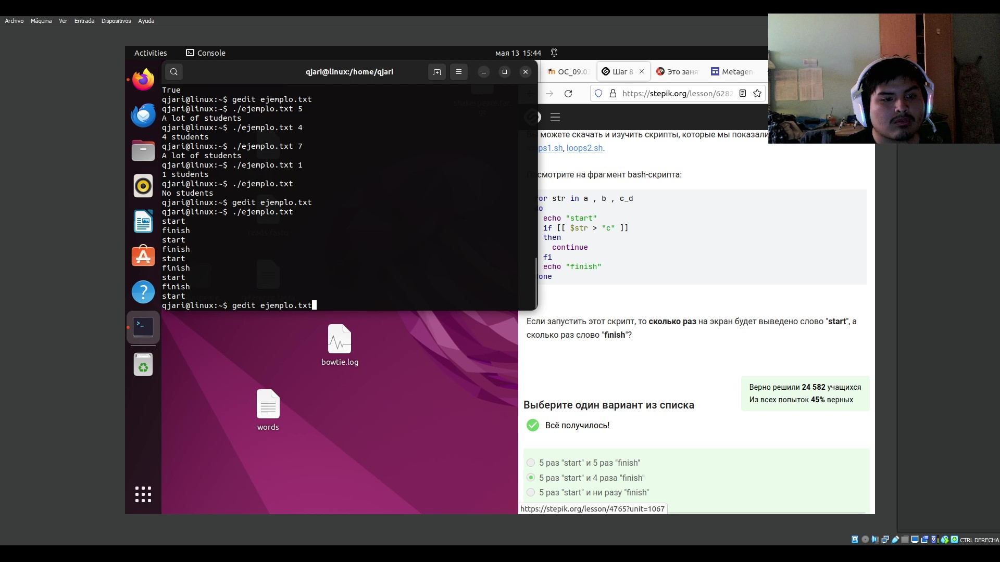 Archivo Máquina Ver Entrada Dispositivos Ayuda
Activities Console мая 13 15:44
qjari@linux:/home/qjari
True
qjari@linux:~$ gedit ejemplo.txt
qjari@linux:~$ ./ejemplo.txt 5
A lot of students
qjari@linux:~$ ./ejemplo.txt 4
4 students
qjari@linux:~$ ./ejemplo.txt 7
A lot of students
qjari@linux:~$ ./ejemplo.txt 1
1 students
qjari@linux:~$ ./ejemplo.txt
No students
qjari@linux:~$ gedit ejemplo.txt
qjari@linux:~$ ./ejemplo.txt
start
finish
start
finish
start
finish
start
finish
start
qjari@linux:~$ gedit ejemplo.txt
bowtie.log
words
ОС_09.03 Шаг 8 Это заня Metagen
https://stepik.org/lesson/6282
можете скачать и изучить скрипты, которые мы показали
ps1.sh, loops2.sh.
смотрите на фрагмент bash-скрипта:
or str in a , b , c_d
o
echo "start"
if [[ $str > "c" ]]
then
continue
fi
echo "finish"
one
Если запустить этот скрипт, то сколько раз на экран будет выведено слово "start", а
сколько раз слово "finish"?
Верно решили 24 582 учащихся
Из всех попыток 45% верных
Выберите один вариант из списка
Всё получилось!
5 раз "start" и 5 раз "finish"
5 раз "start" и 4 раза "finish"
5 раз "start" и ни разу "finish"
https://stepik.org/lesson/4765?unit=1067
CTRL DERECHA